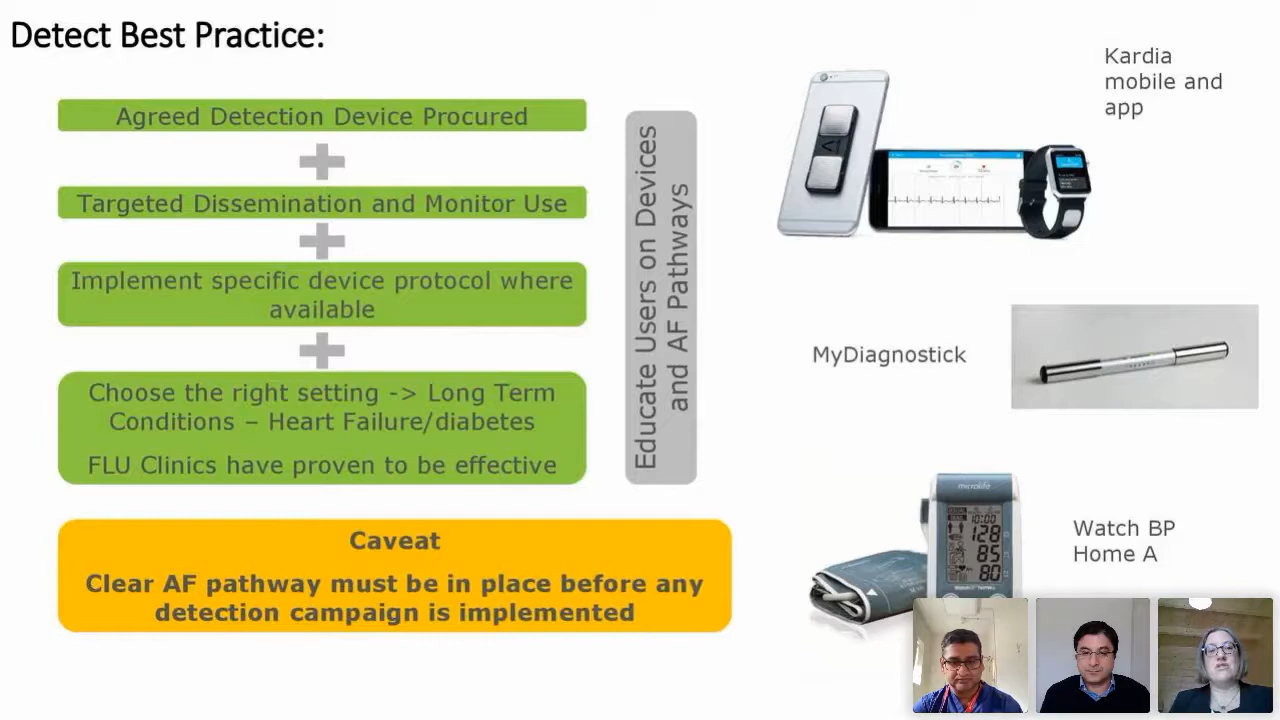 Detect Best Practice:
Agreed Detection Device Procured
Targeted Dissemination and Monitor Use
Implement specific device protocol where
available
Choose the right setting -> Long Term
Conditions – Heart Failure/diabetes
FLU Clinics have proven to be effective
Educate Users on Devices
and AF Pathways
Caveat
Clear AF pathway must be in place before any
detection campaign is implemented
Kardia
mobile and
app
MyDiagnostick
microlife
10:00
128
85
80
Watch BP
Home A